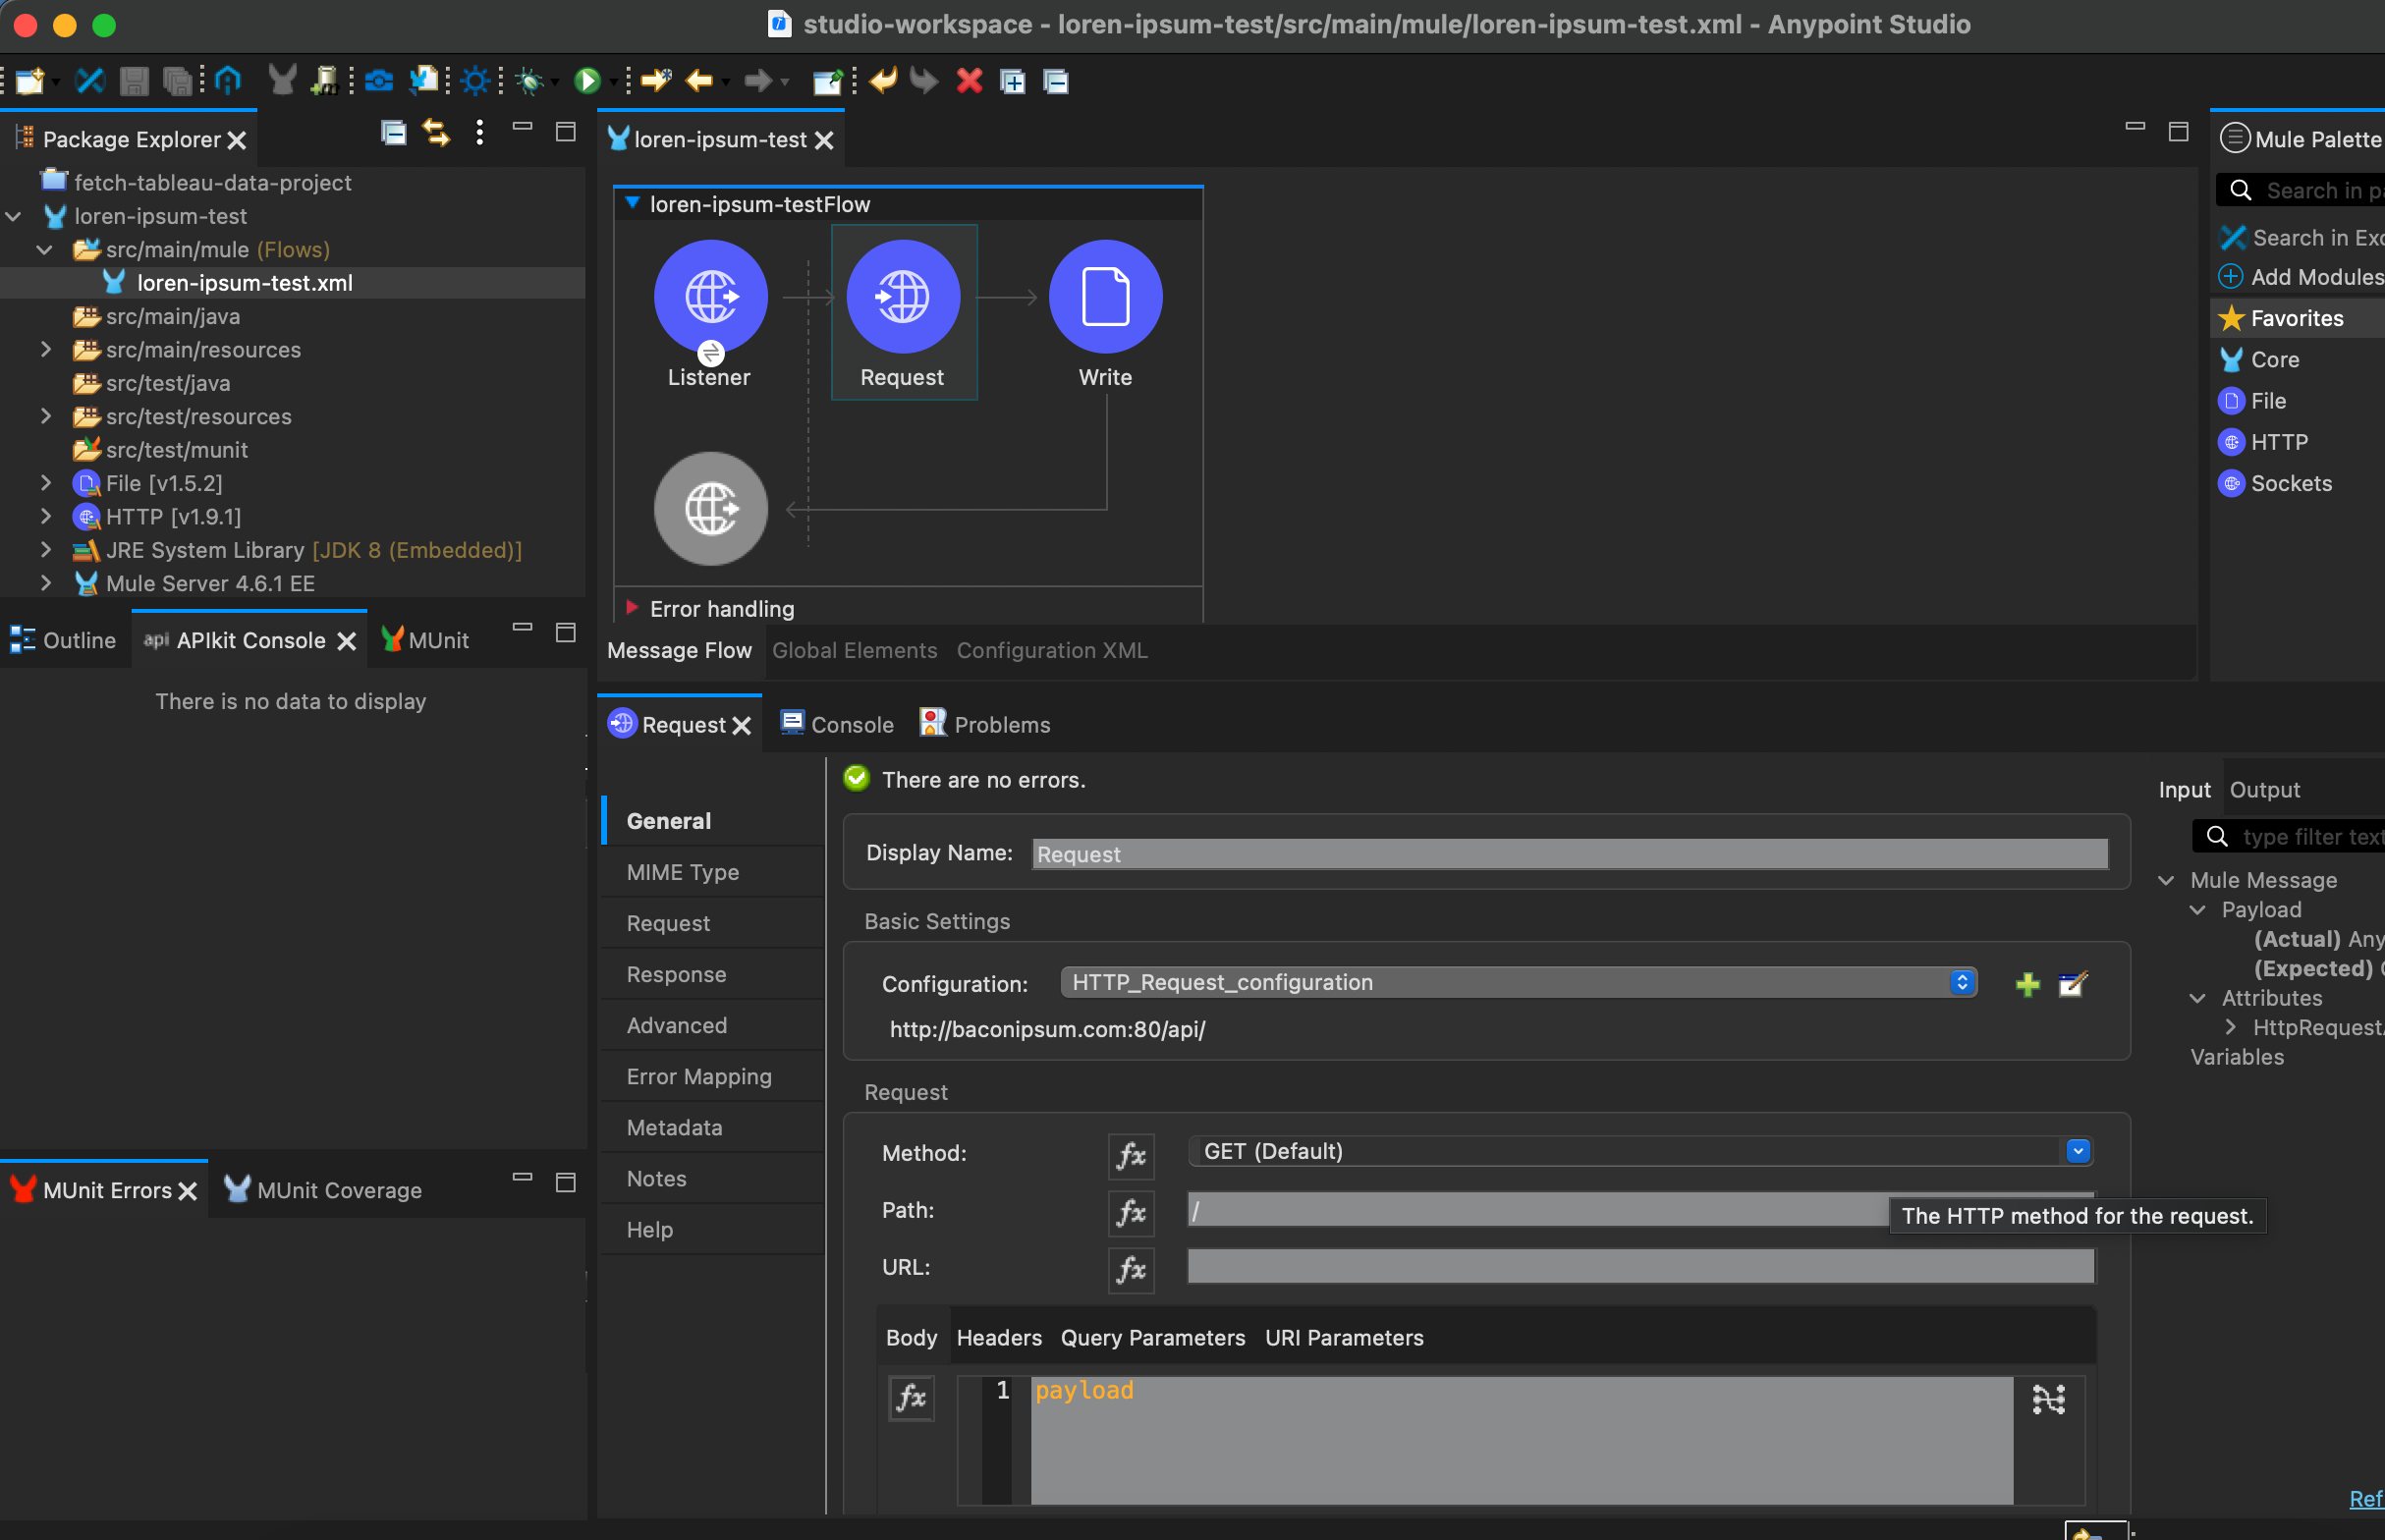 studio-workspace - loren-ipsum-test/src/main/mule/loren-ipsum-test.xml - Anypoint Studio
Package Explorer
fetch-tableau-data-project
loren-ipsum-test
src/main/mule (Flows)
loren-ipsum-test.xml
src/main/java
src/main/resources
src/test/java
src/test/resources
src/test/munit
File [v1.5.2]
HTTP [v1.9.1]
JRE System Library [JDK 8 (Embedded)]
Mule Server 4.6.1 EE
Outline
api APIkit Console
MUnit
There is no data to display
MUnit Errors
MUnit Coverage
loren-ipsum-test
loren-ipsum-testFlow
Listener
Request
Write
Error handling
Message Flow
Global Elements
Configuration XML
Mule Palette
Search in
Search in
Add Modules
Favorites
Core
File
HTTP
Sockets
Request
Console
Problems
General
MIME Type
Request
Response
Advanced
Error Mapping
Metadata
Notes
Help
There are no errors.
Display Name: Request
Basic Settings
Configuration: HTTP_Request_configuration
http://baconipsum.com:80/api/
Request
Method: fx GET (Default)
Path: fx /
The HTTP method for the request.
URL: fx
Body Headers Query Parameters URI Parameters
fx 1 payload
Input Output
type filter text
Mule Message
Payload
(Actual) Any
(Expected)
Attributes
HttpRequest
Variables